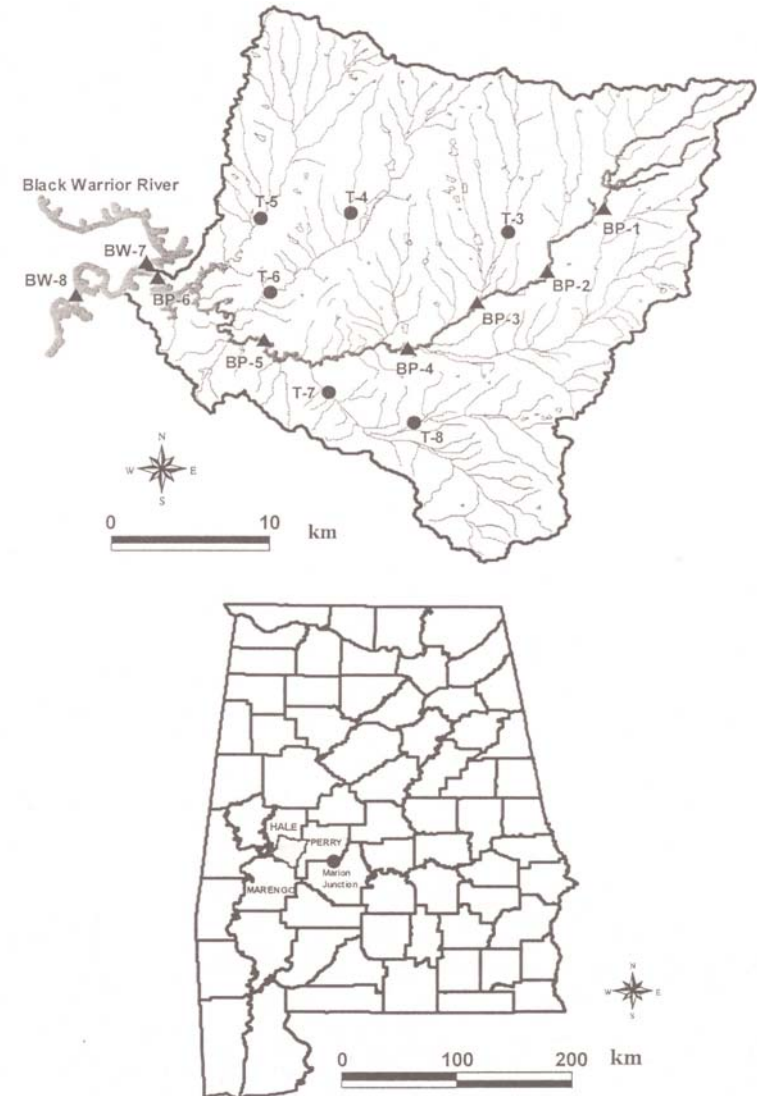 Black Warrior River
T-5
T-4
T-3
BP-1
BW-7
BW-8
BP-6
T-6
BP-2
BP-3
BP-5
BP-4
T-7
T-8
N
W E
S
0 10 km
HALE
PERRY
Marion
Junction
MARENGO
N
W E
S
0 100 200 km